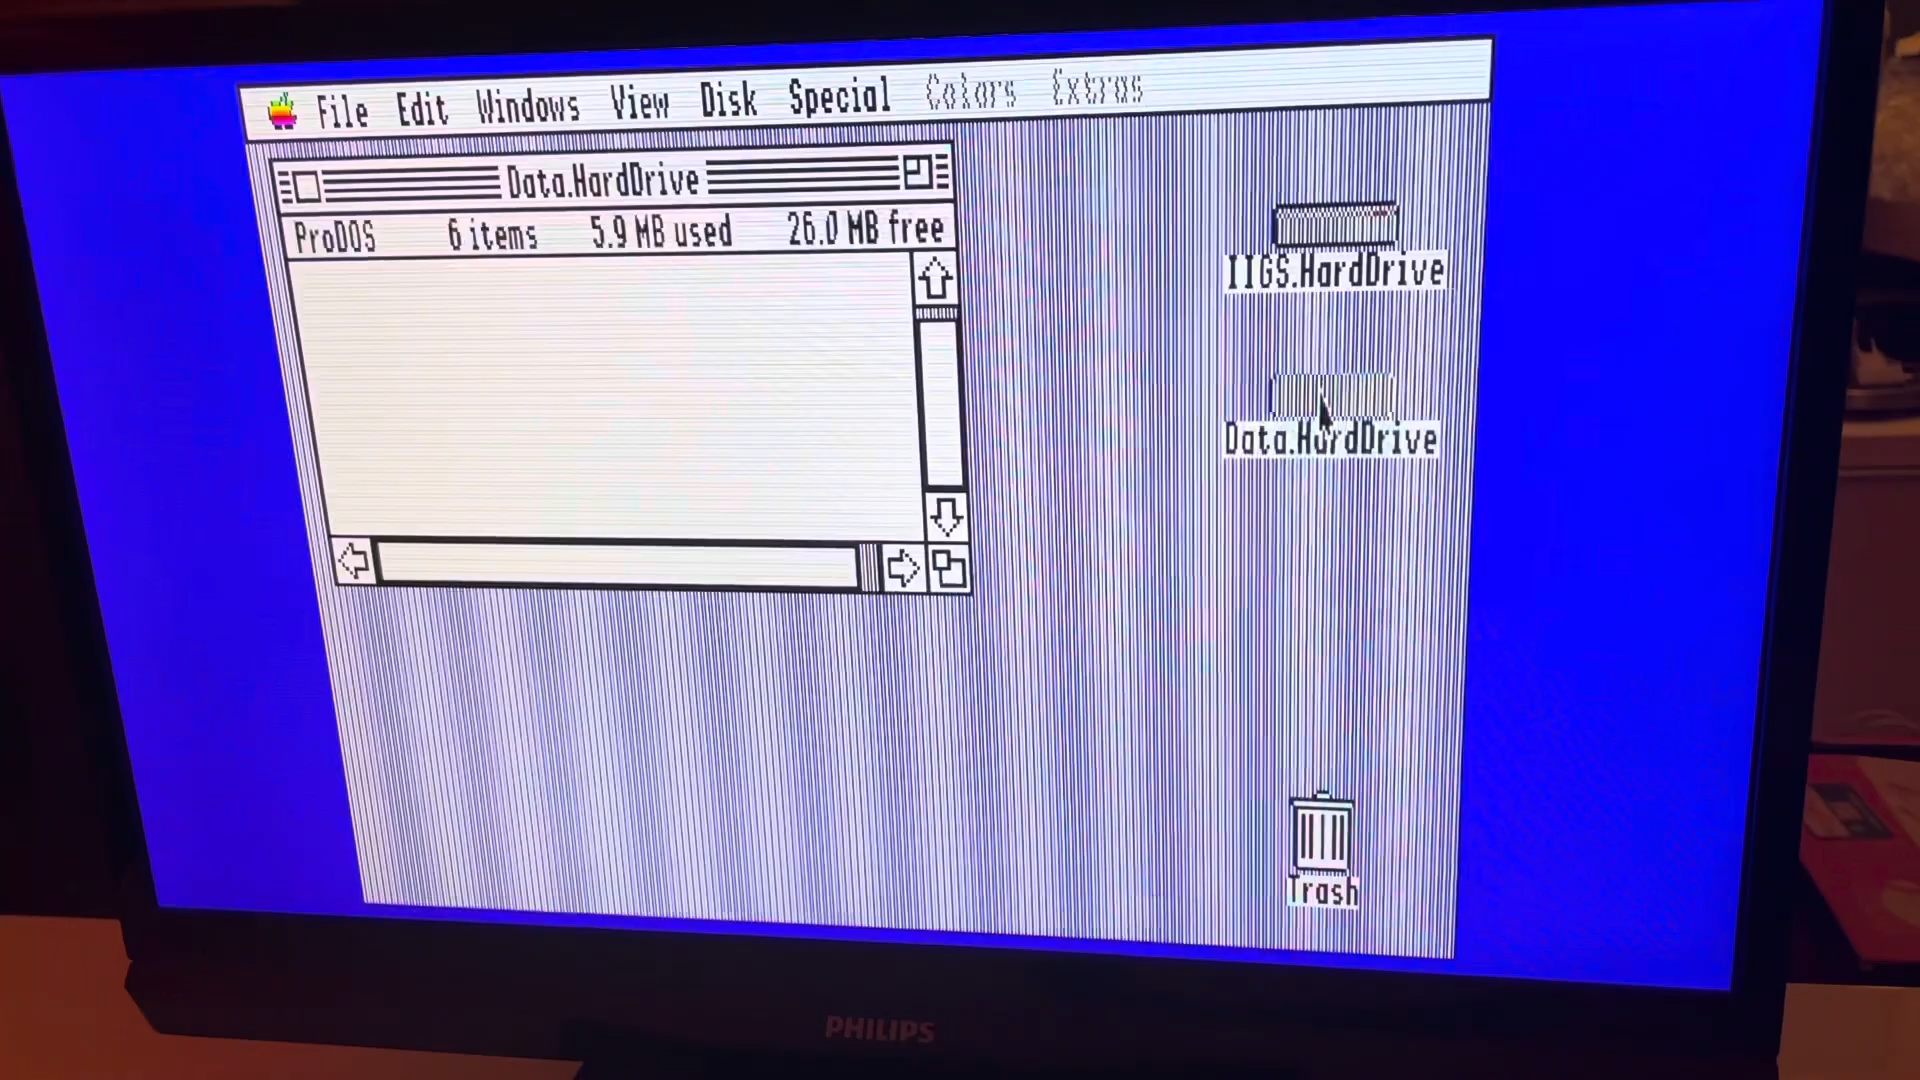 File Edit Windows View Disk Special Colors Extras
Data.HardDrive
ProDOS 6 items 5.9 MB used 26.0 MB free
IIGS.HardDrive
Data.HardDrive
Trash
PHILIPS